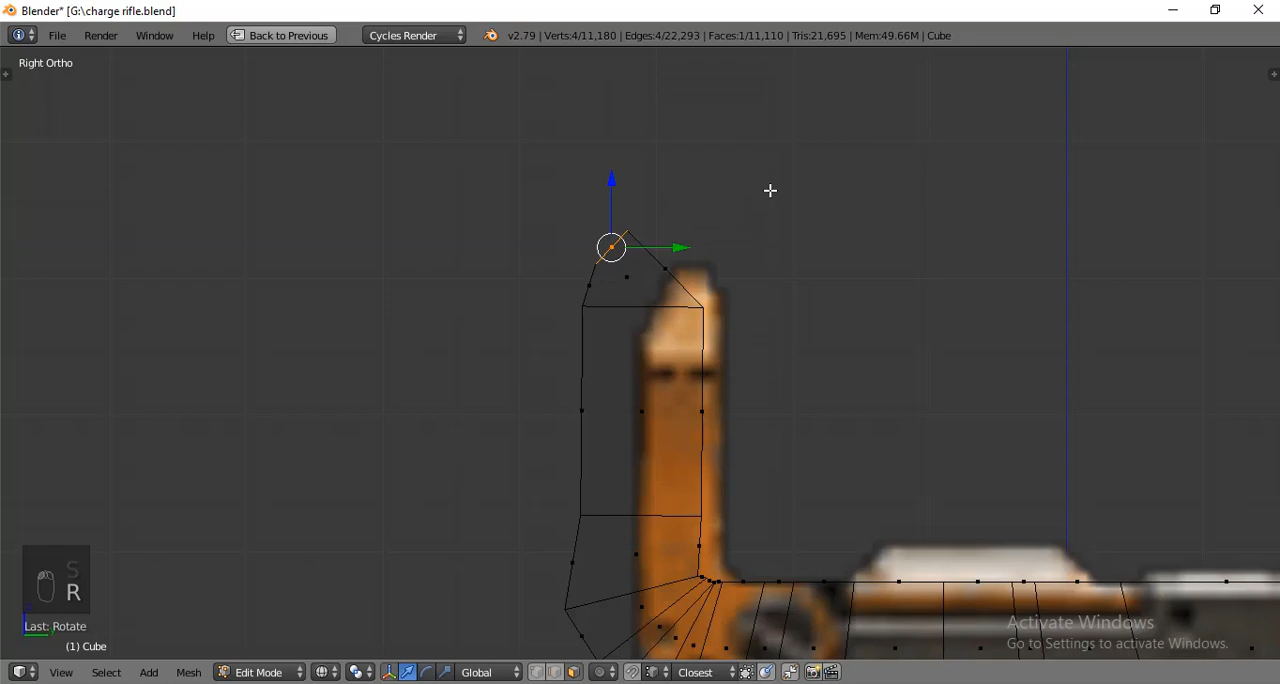 Blender* [G:\charge rifle.blend]
File Render Window Help Back to Previous Cycles Render v2.79 | Verts:4/11,180 | Edges:4/22,293 | Faces:1/11,110 | Tris:21,695 | Mem:49.66M | Cube
Right Ortho
S
R
Last: Rotate
(1) Cube
Activate Windows
Go to Settings to activate Windows.
View Select Add Mesh Edit Mode Global Closest